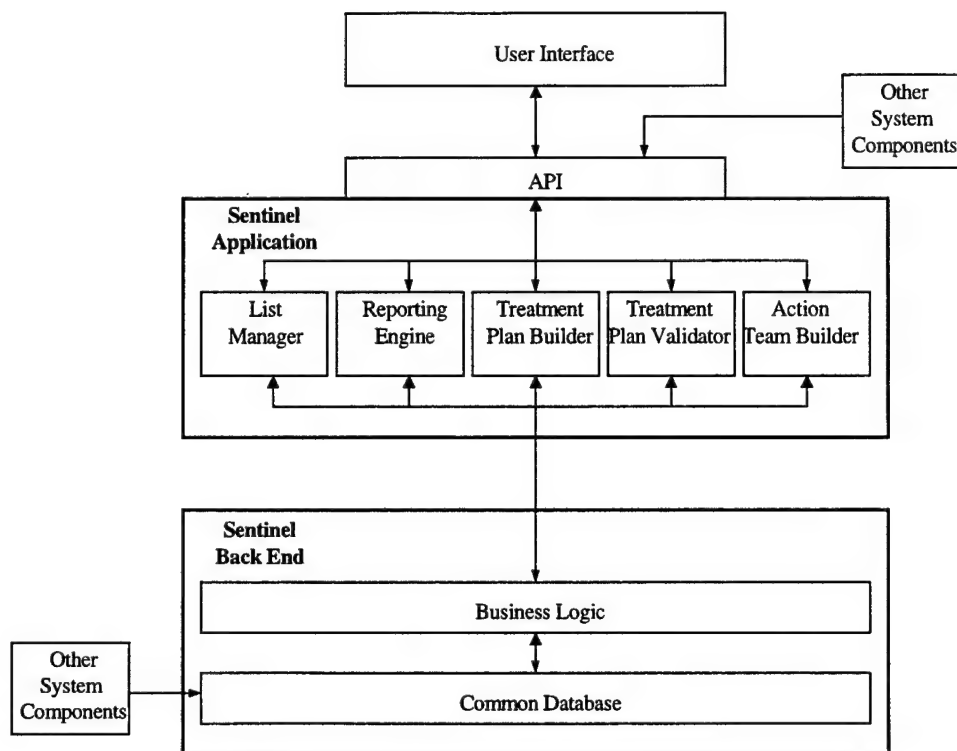 User Interface
Other
System
Components
API
Sentinel
Application
List
Manager
Reporting
Engine
Treatment
Plan Builder
Treatment
Plan Validator
Action
Team Builder
Sentinel
Back End
Business Logic
Other
System
Components
Common Database